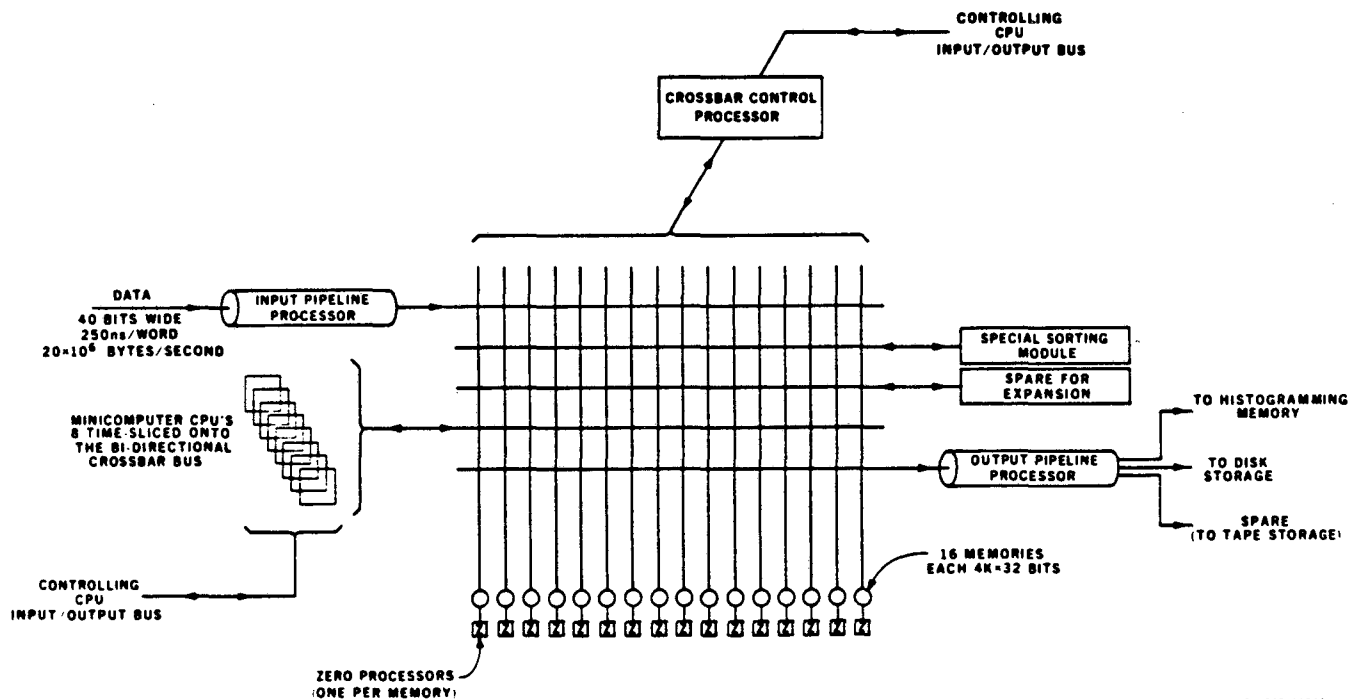 CONTROLLING
CPU
INPUT/OUTPUT BUS
CROSSBAR CONTROL
PROCESSOR
DATA
40 BITS WIDE
250ns/WORD
20×10⁶ BYTES/SECOND
INPUT PIPELINE
PROCESSOR
SPECIAL SORTING
MODULE
SPARE FOR
EXPANSION
MINICOMPUTER CPU'S
8 TIME-SLICED ONTO
THE BI-DIRECTIONAL
CROSSBAR BUS
TO HISTOGRAMING
MEMORY
OUTPUT PIPELINE
PROCESSOR
TO DISK
STORAGE
SPARE
(TO TAPE STORAGE)
16 MEMORIES
EACH 4K×32 BITS
CONTROLLING
CPU
INPUT/OUTPUT BUS
Z Z Z Z Z Z Z Z Z Z Z Z Z Z Z Z
ZERO PROCESSORS
(ONE PER MEMORY)